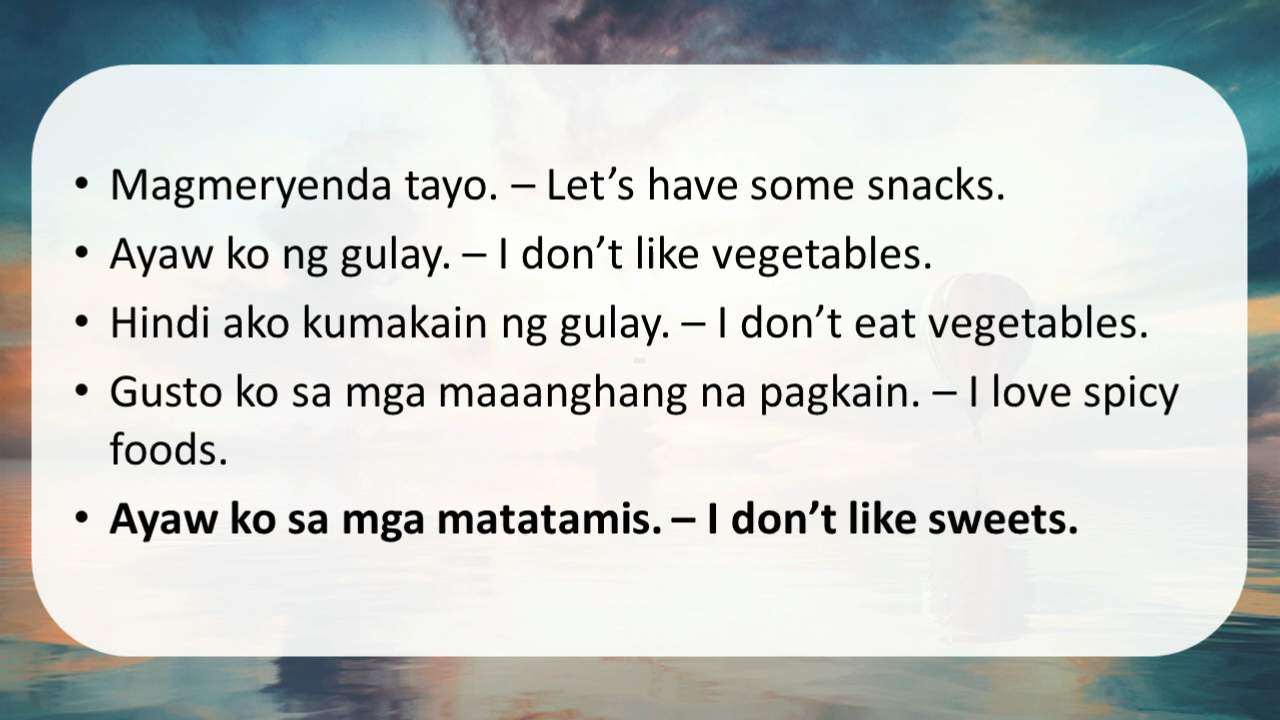 • Magmeryenda tayo. – Let’s have some snacks.
• Ayaw ko ng gulay. – I don’t like vegetables.
• Hindi ako kumakain ng gulay. – I don’t eat vegetables.
• Gusto ko sa mga maaanghang na pagkain. – I love spicy
foods.
• Ayaw ko sa mga matatamis. – I don’t like sweets.